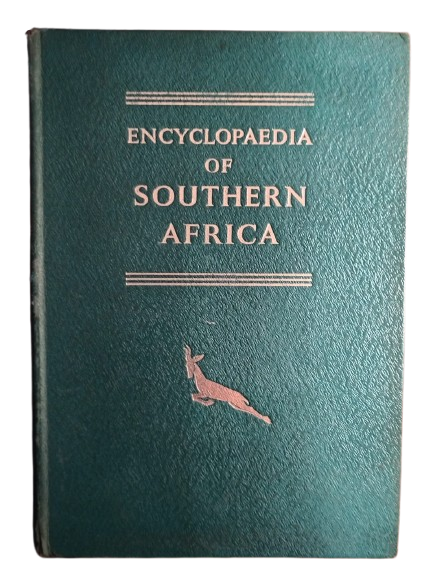 ENCYCLOPAEDIA
OF
SOUTHERN
AFRICA